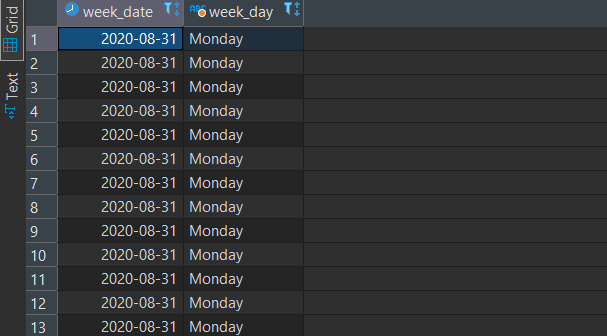 Grid
Text
week_date ABC week_day
1 2020-08-31 Monday
2 2020-08-31 Monday
3 2020-08-31 Monday
4 2020-08-31 Monday
5 2020-08-31 Monday
6 2020-08-31 Monday
7 2020-08-31 Monday
8 2020-08-31 Monday
9 2020-08-31 Monday
10 2020-08-31 Monday
11 2020-08-31 Monday
12 2020-08-31 Monday
13 2020-08-31 Monday